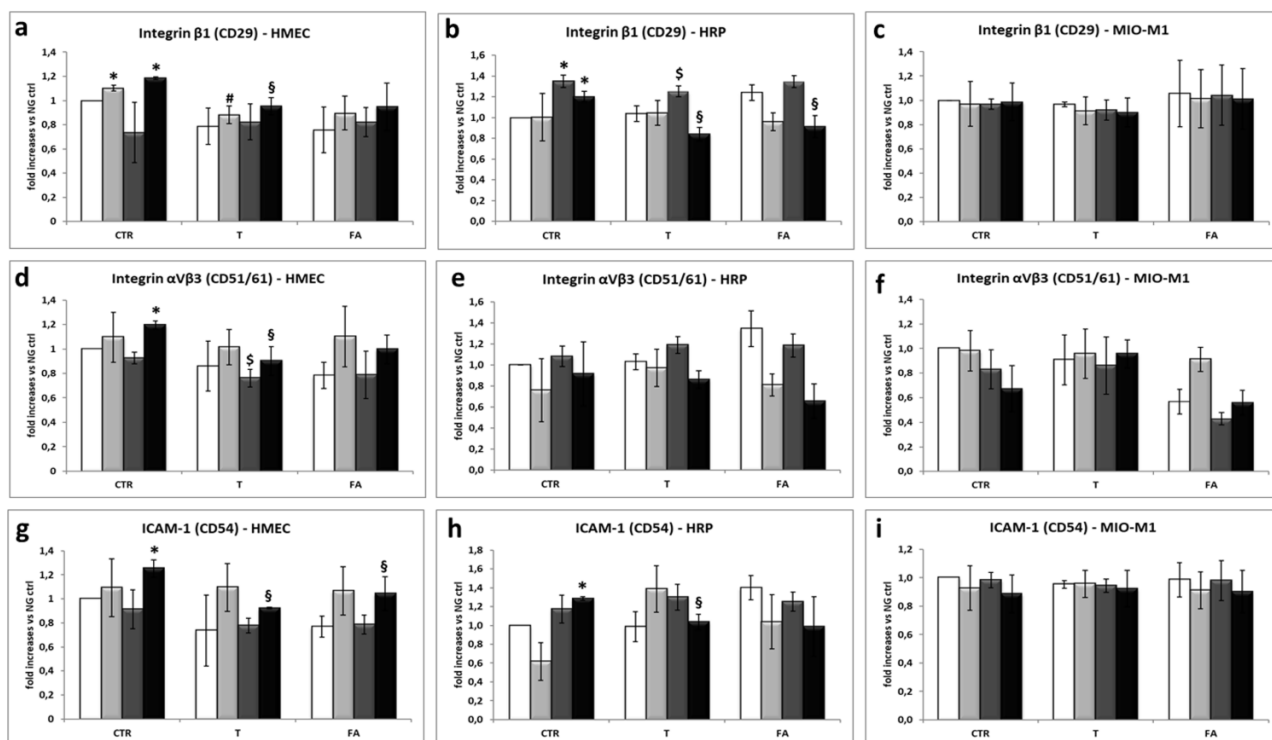 a
Integrin β1 (CD29) - HMEC
fold increases vs NG ctrl
1,4
1,2
1
0,8
0,6
0,4
0,2
0
* * # §
CTR T FA
b
Integrin β1 (CD29) - HRP
fold increases vs NG ctrl
1,6
1,4
1,2
1,0
0,8
0,6
0,4
0,2
0,0
* * $ § §
CTR T FA
c
Integrin β1 (CD29) - MIO-M1
fold increases vs NG ctrl
1,4
1,2
1,0
0,8
0,6
0,4
0,2
0,0
CTR T FA
d
Integrin αVβ3 (CD51/61) - HMEC
fold increases vs NG ctrl
1,4
1,2
1
0,8
0,6
0,4
0,2
0
* $ §
CTR T FA
e
Integrin αVβ3 (CD51/61) - HRP
fold increases vs NG ctrl
1,6
1,4
1,2
1,0
0,8
0,6
0,4
0,2
0,0
CTR T FA
f
Integrin αVβ3 (CD51/61) - MIO-M1
fold increases vs NG ctrl
1,4
1,2
1,0
0,8
0,6
0,4
0,2
0,0
CTR T FA
g
ICAM-1 (CD54) - HMEC
fold increases vs NG ctrl
1,4
1,2
1
0,8
0,6
0,4
0,2
0
* § §
CTR T FA
h
ICAM-1 (CD54) - HRP
fold increases vs NG ctrl
1,8
1,6
1,4
1,2
1,0
0,8
0,6
0,4
0,2
0,0
* §
CTR T FA
i
ICAM-1 (CD54) - MIO-M1
fold increases vs NG ctrl
1,2
1,0
0,8
0,6
0,4
0,2
0,0
CTR T FA